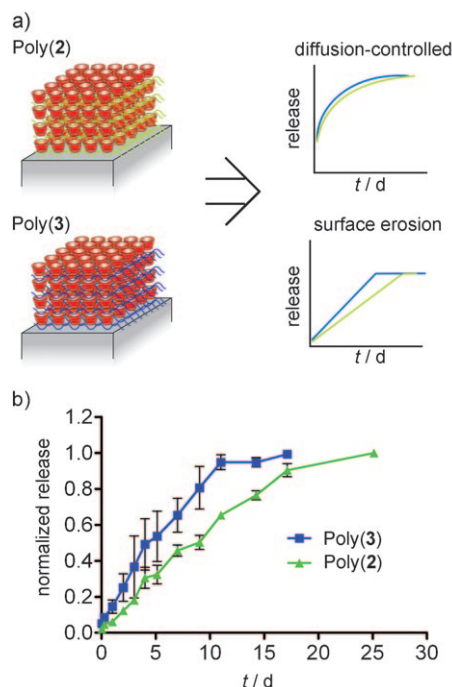 a)
Poly(2)
diffusion-controlled
release
t / d
Poly(3)
surface erosion
release
t / d
b)
normalized release
1.2
1.0
0.8
0.6
0.4
0.2
0.0
Poly(3)
Poly(2)
0
5
10
15
20
25
30
t / d